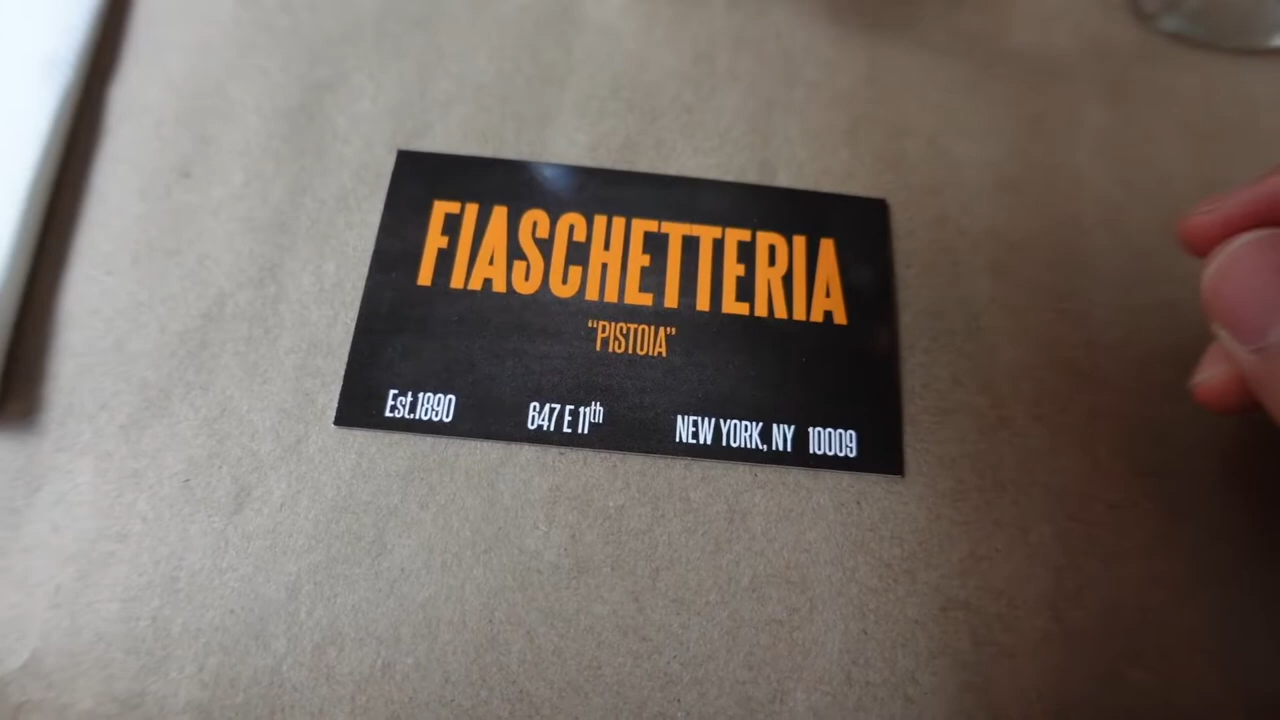 FIASCHETTERIA
“PISTOIA”
Est.1890 647 E 11th NEW YORK, NY 10009